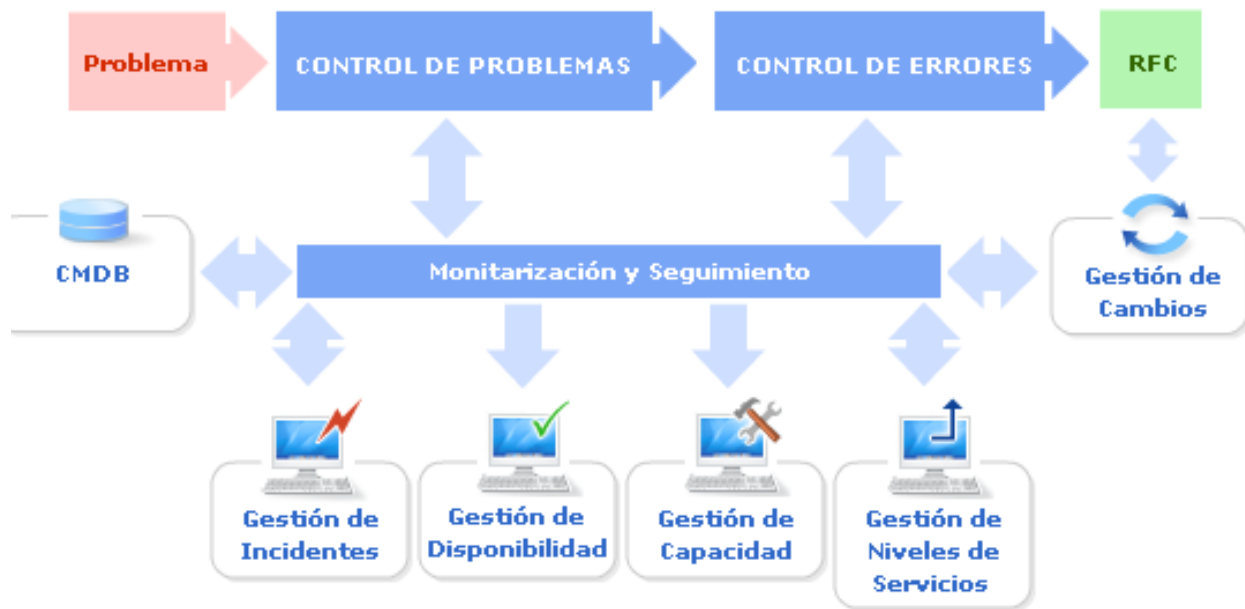 Problema
CONTROL DE PROBLEMAS
CONTROL DE ERRORES
RFC
CMDB
Monitarización y Seguimiento
Gestión de
Cambios
Gestión de
Incidentes
Gestión de
Disponibilidad
Gestión de
Capacidad
Gestión de
Niveles de
Servicios